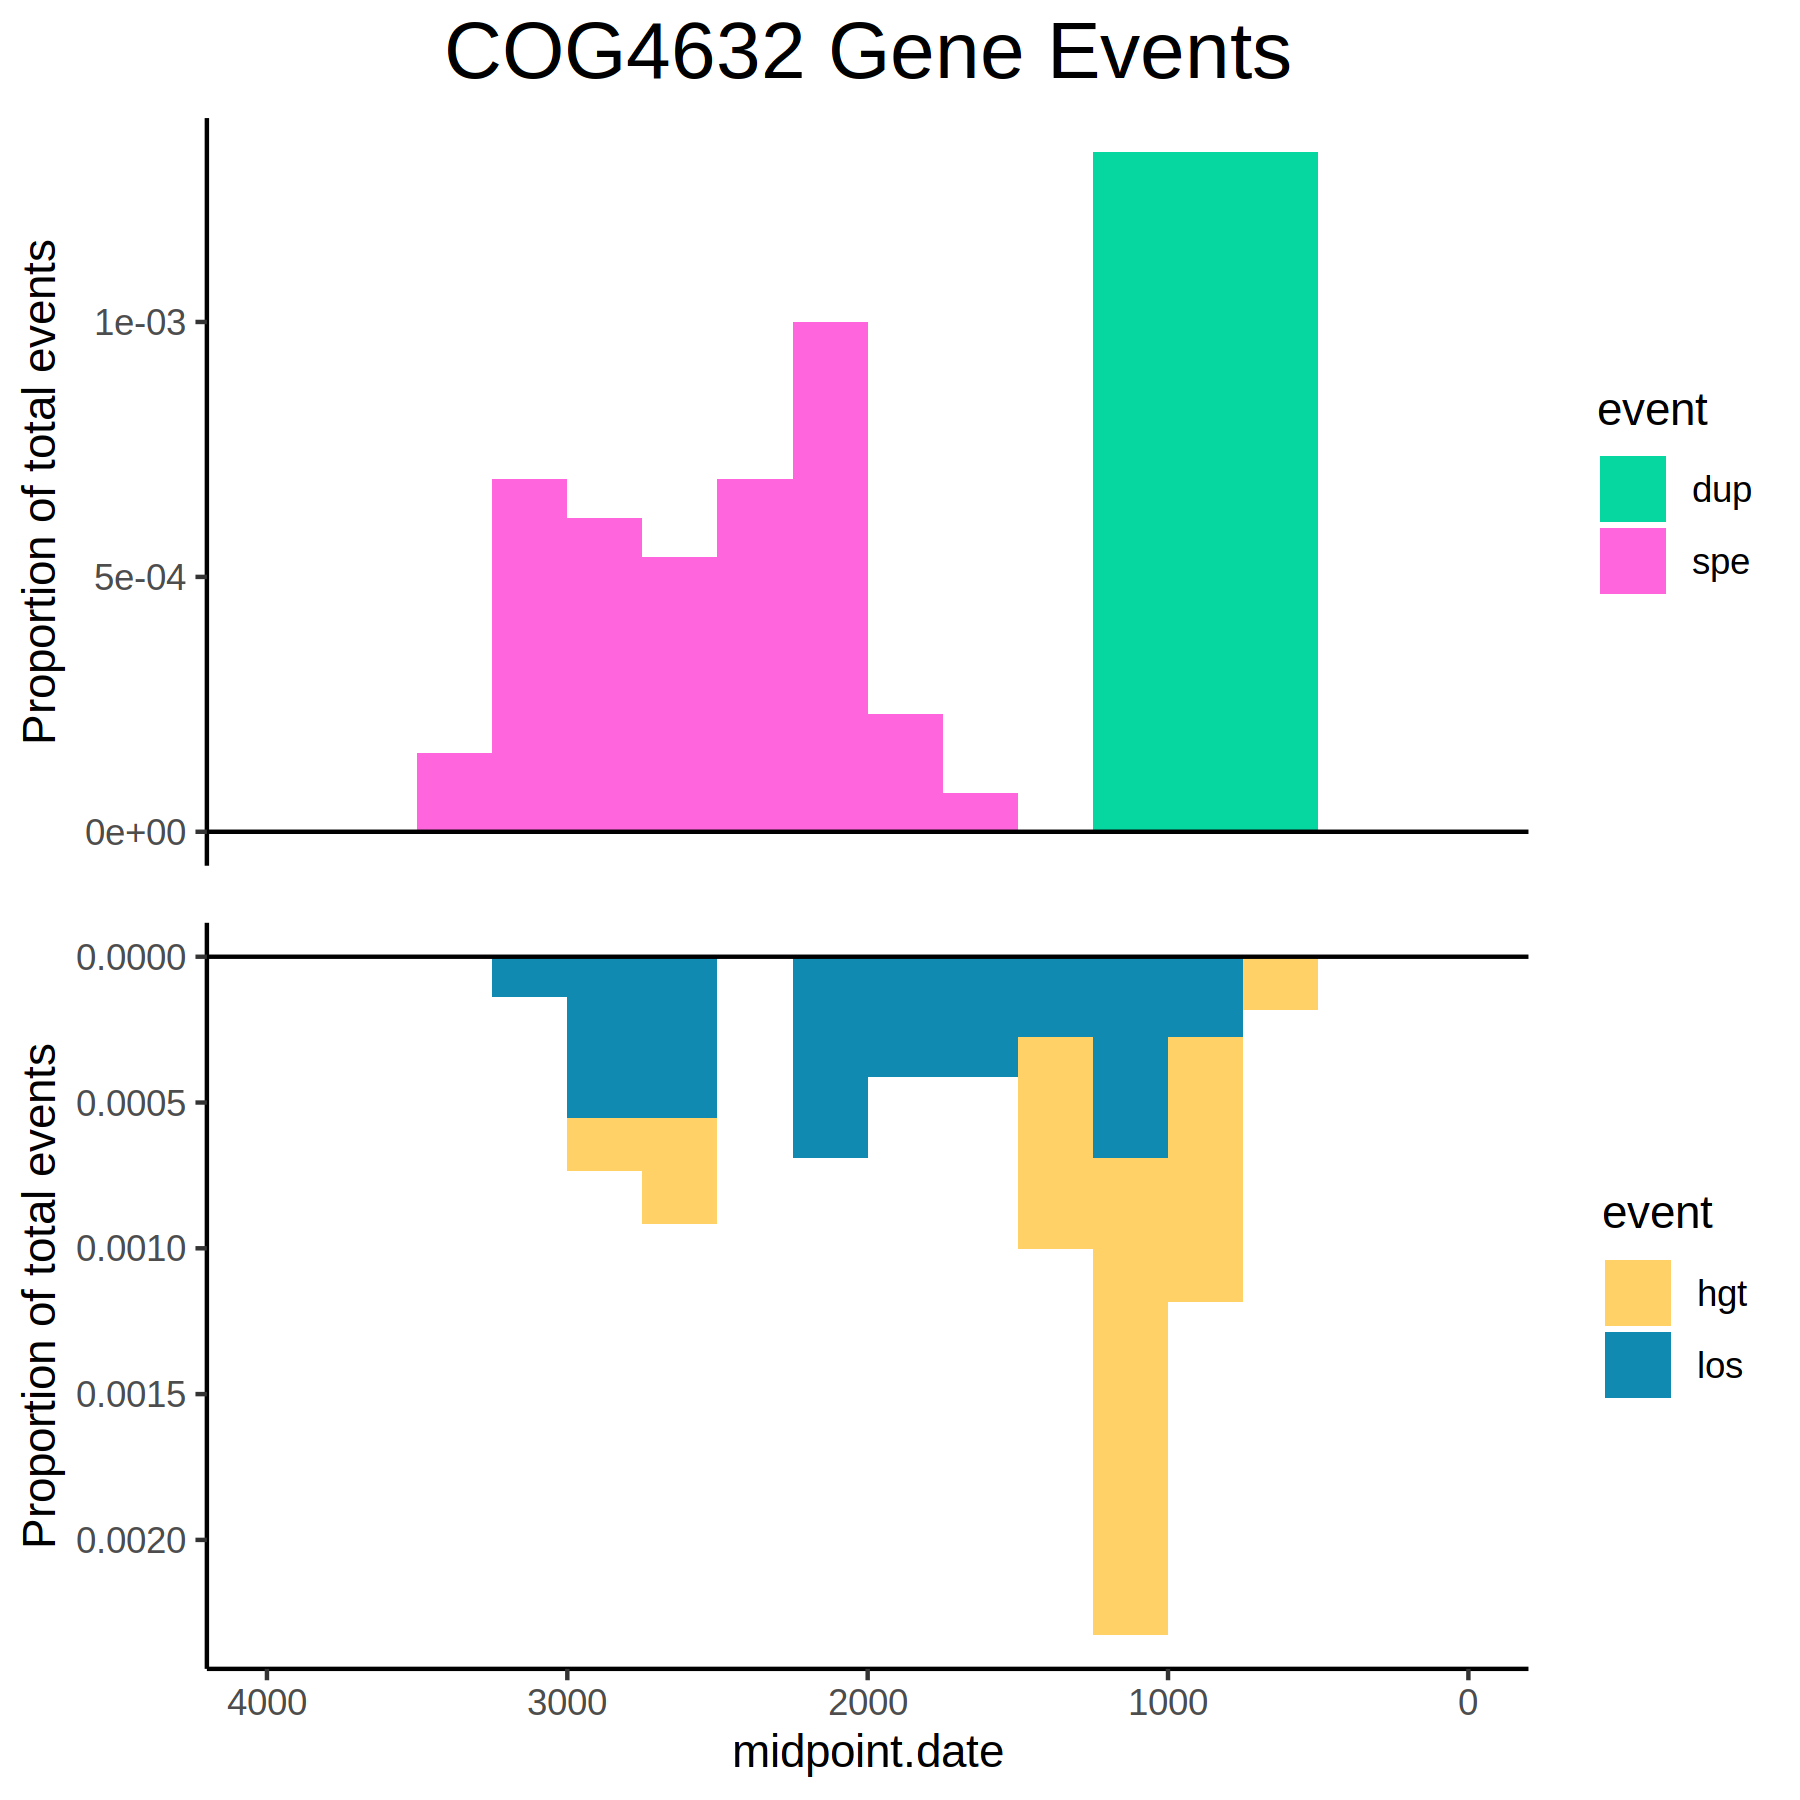 COG4632 Gene Events
Proportion of total events
1e-03
5e-04
0e+00
event
dup
spe
Proportion of total events
0.0000
0.0005
0.0010
0.0015
0.0020
event
hgt
los
4000 3000 2000 1000 0
midpoint.date